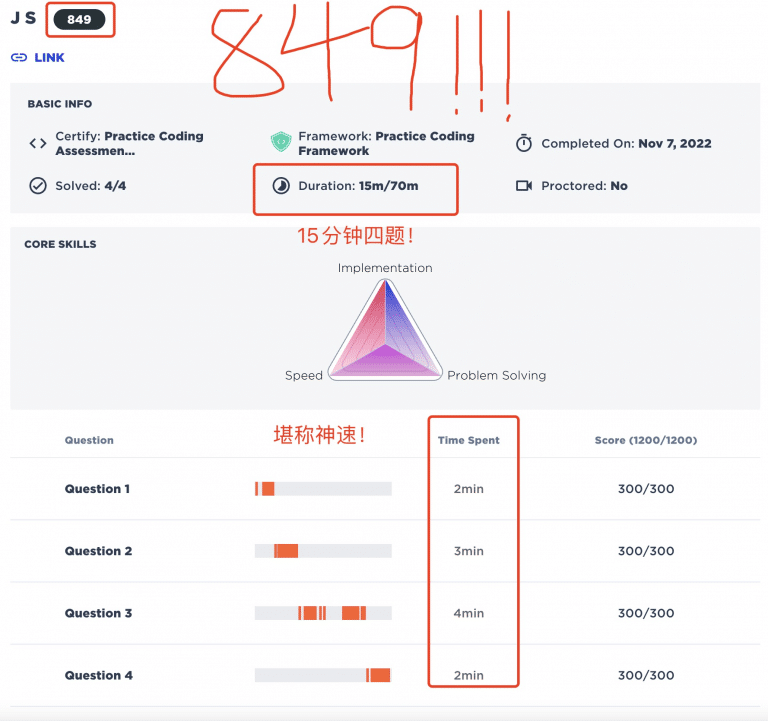 JS 849
849!!!
LINK
BASIC INFO
Certify: Practice Coding
Assessmen...
Framework: Practice Coding
Framework
Completed On: Nov 7, 2022
Solved: 4/4
Duration: 15m/70m
Proctored: No
15分钟四题!
CORE SKILLS
Implementation
Speed
Problem Solving
堪称神速!
Question
Time Spent
Score (1200/1200)
Question 1
2min
300/300
Question 2
3min
300/300
Question 3
4min
300/300
Question 4
2min
300/300